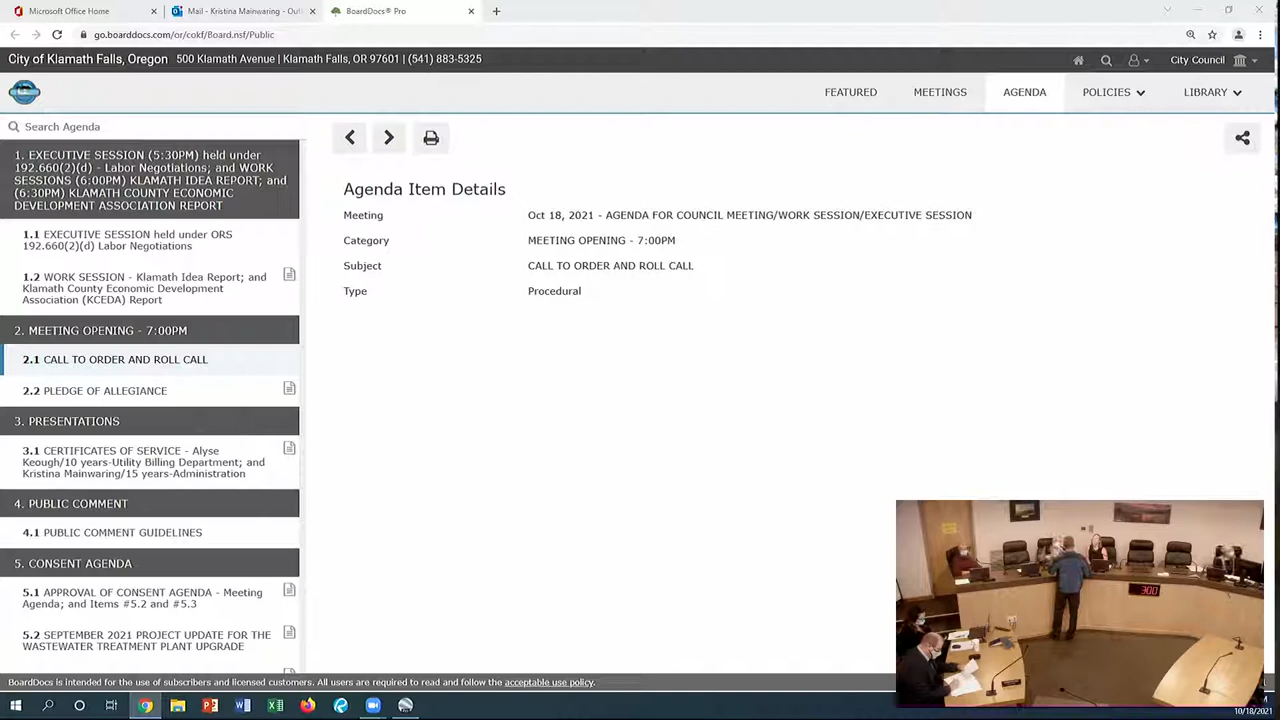 Microsoft Office Home
Mail - Kristina Mainwaring - Outl
BoardDocs® Pro
go.boarddocs.com/or/cokf/Board.nsf/Public
City of Klamath Falls, Oregon 500 Klamath Avenue | Klamath Falls, OR 97601 | (541) 883-5325
City Council
FEATURED
MEETINGS
AGENDA
POLICIES
LIBRARY
Search Agenda
1. EXECUTIVE SESSION (5:30PM) held under
192.660(2)(d) - Labor Negotiations; and WORK
SESSIONS (6:00PM) KLAMATH IDEA REPORT; and
(6:30PM) KLAMATH COUNTY ECONOMIC
DEVELOPMENT ASSOCIATION REPORT
1.1 EXECUTIVE SESSION held under ORS
192.660(2)(d) Labor Negotiations
1.2 WORK SESSION - Klamath Idea Report; and
Klamath County Economic Development
Association (KCEDA) Report
2. MEETING OPENING - 7:00PM
2.1 CALL TO ORDER AND ROLL CALL
2.2 PLEDGE OF ALLEGIANCE
3. PRESENTATIONS
3.1 CERTIFICATES OF SERVICE - Alyse
Keough/10 years-Utility Billing Department; and
Kristina Mainwaring/15 years-Administration
4. PUBLIC COMMENT
4.1 PUBLIC COMMENT GUIDELINES
5. CONSENT AGENDA
5.1 APPROVAL OF CONSENT AGENDA - Meeting
Agenda; and Items #5.2 and #5.3
5.2 SEPTEMBER 2021 PROJECT UPDATE FOR THE
WASTEWATER TREATMENT PLANT UPGRADE
Agenda Item Details
Meeting Oct 18, 2021 - AGENDA FOR COUNCIL MEETING/WORK SESSION/EXECUTIVE SESSION
Category MEETING OPENING - 7:00PM
Subject CALL TO ORDER AND ROLL CALL
Type Procedural
300
BoardDocs is intended for the use of subscribers and licensed customers. All users are required to read and follow the acceptable use policy.
10/18/2021